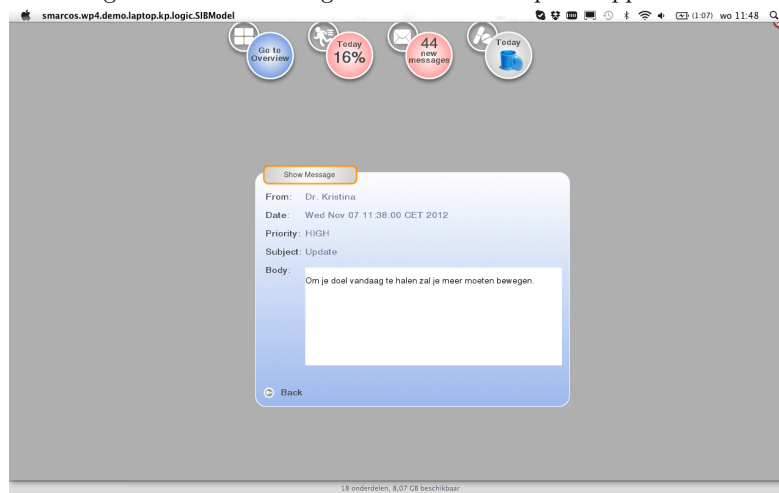 smarcos.wp4.demo.laptop.kp.logic.SIBModel
(1:07) wo 11:48
Go to
Overview
Today
16%
44
new
messages
Today
Show Message
From: Dr. Kristina
Date: Wed Nov 07 11:38:00 CET 2012
Priority: HIGH
Subject: Update
Body:
Om je doel vandaag te halen zal je meer moeten bewegen.
Back
18 onderdelen, 8,07 GB beschikbaar